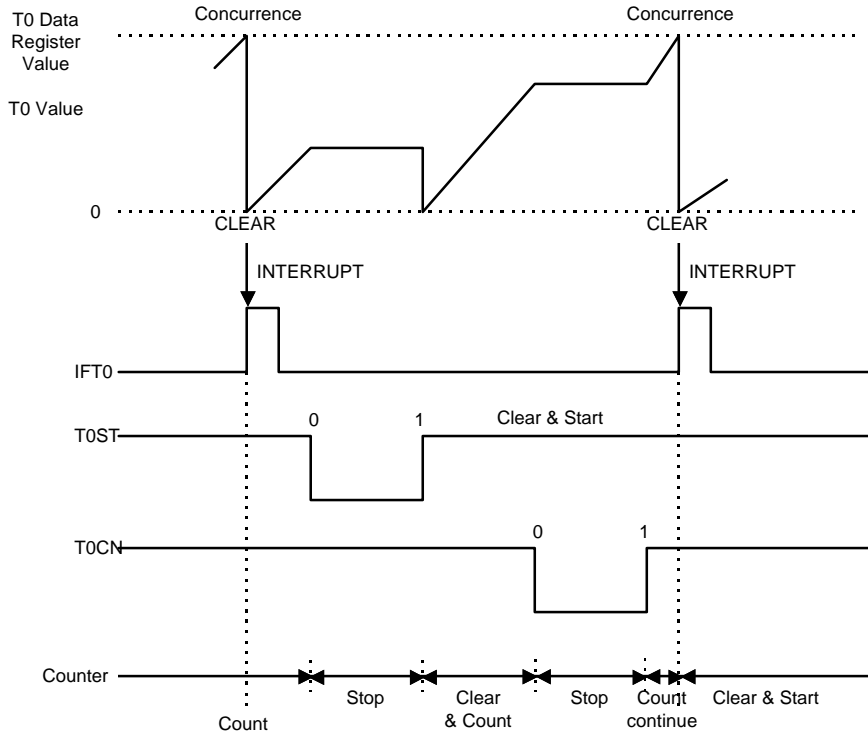 Concurrence
Concurrence
T0 Data
Register
Value
T0 Value
0
CLEAR
CLEAR
INTERRUPT
INTERRUPT
IFT0
0
1
Clear & Start
T0ST
0
1
T0CN
Counter
Stop
Clear
& Count
Stop
Count
continue
Clear & Start
Count